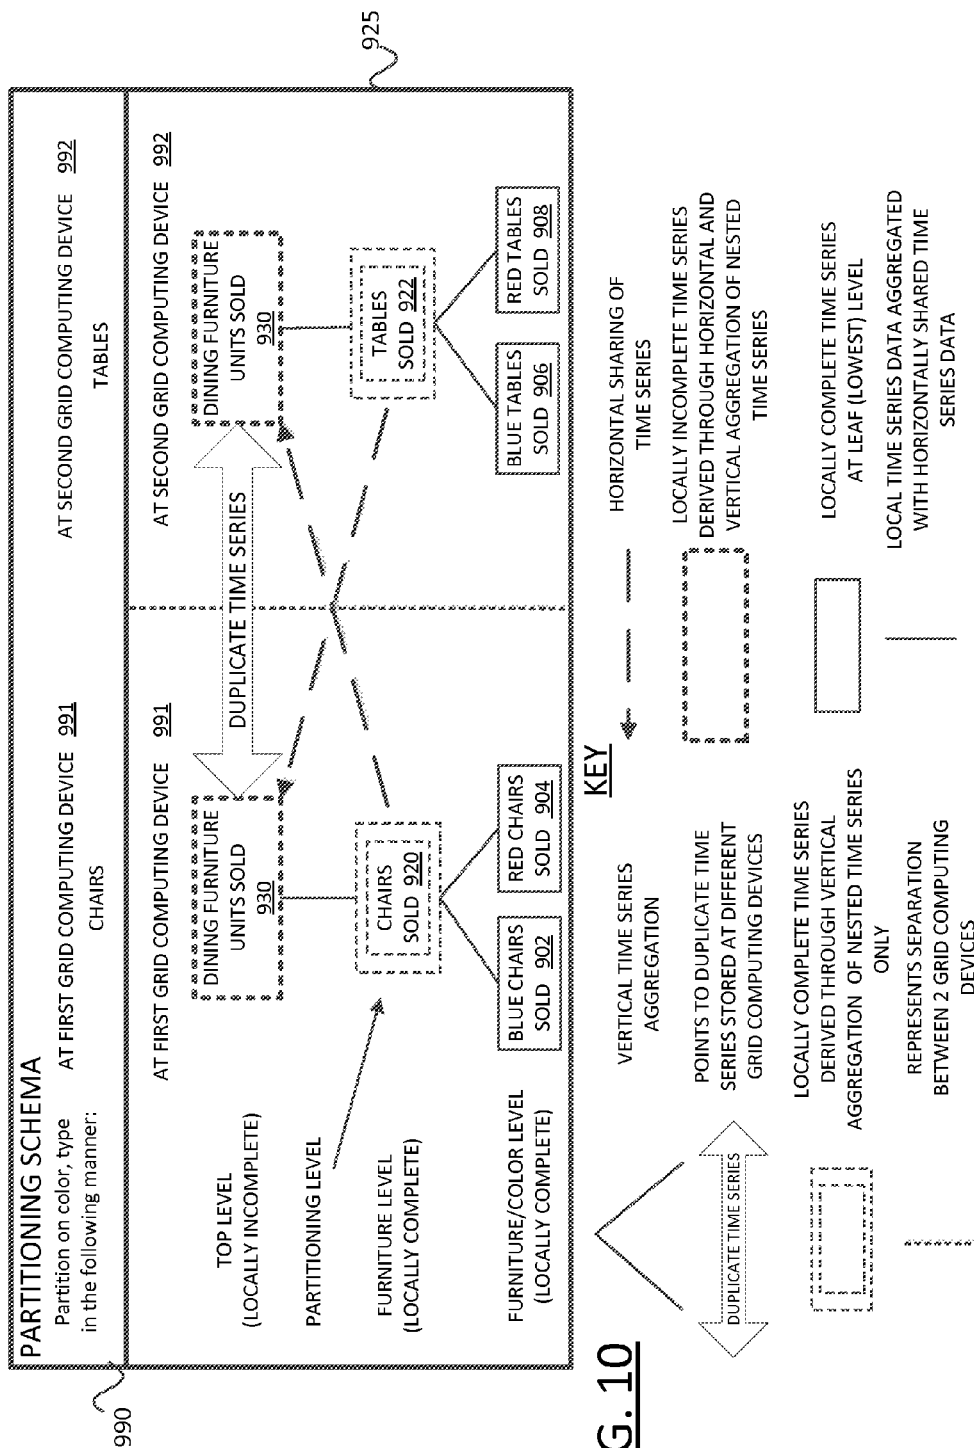 PARTITIONING SCHEMA
Partition on color, type
in the following manner:
AT FIRST GRID COMPUTING DEVICE 991
CHAIRS
AT SECOND GRID COMPUTING DEVICE 992
TABLES
990
925
AT FIRST GRID COMPUTING DEVICE 991
AT SECOND GRID COMPUTING DEVICE 992
TOP LEVEL
(LOCALLY INCOMPLETE)
DINING FURNITURE
UNITS SOLD
930
DUPLICATE TIME SERIES
DINING FURNITURE
UNITS SOLD
930
PARTITIONING LEVEL
FURNITURE LEVEL
(LOCALLY COMPLETE)
CHAIRS
SOLD 920
TABLES
SOLD 922
FURNITURE/COLOR LEVEL
(LOCALLY COMPLETE)
BLUE CHAIRS
SOLD 902
RED CHAIRS
SOLD 904
BLUE TABLES
SOLD 906
RED TABLES
SOLD 908
G. 10
KEY
VERTICAL TIME SERIES
AGGREGATION
HORIZONTAL SHARING OF
TIME SERIES
DUPLICATE TIME SERIES
POINTS TO DUPLICATE TIME
SERIES STORED AT DIFFERENT
GRID COMPUTING DEVICES
LOCALLY INCOMPLETE TIME SERIES
DERIVED THROUGH HORIZONTAL AND
VERTICAL AGGREGATION OF NESTED
TIME SERIES
LOCALLY COMPLETE TIME SERIES
DERIVED THROUGH VERTICAL
AGGREGATION OF NESTED TIME SERIES
ONLY
LOCALLY COMPLETE TIME SERIES
AT LEAF (LOWEST) LEVEL
REPRESENTS SEPARATION
BETWEEN 2 GRID COMPUTING
DEVICES
LOCAL TIME SERIES DATA AGGREGATED
WITH HORIZONTALLY SHARED TIME
SERIES DATA